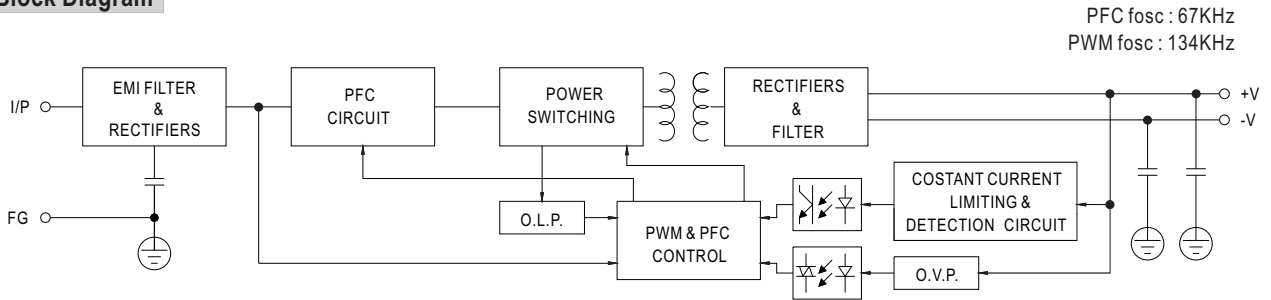 Block Diagram
PFC fosc : 67KHz
PWM fosc : 134KHz
I/P
EMI FILTER
&
RECTIFIERS
PFC
CIRCUIT
POWER
SWITCHING
RECTIFIERS
&
FILTER
+V
-V
FG
O.L.P.
PWM & PFC
CONTROL
COSTANT CURRENT
LIMITING &
DETECTION CIRCUIT
O.V.P.